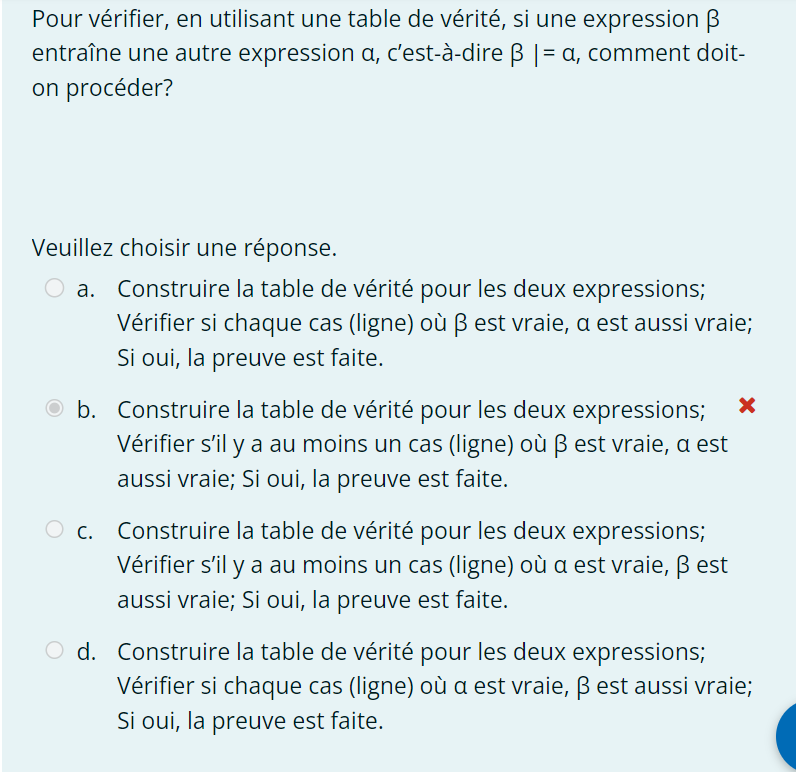 Pour vérifier, en utilisant une table de vérité, si une expression β
entraîne une autre expression α, c’est-à-dire β |= α, comment doit-
on procéder?
Veuillez choisir une réponse.
a. Construire la table de vérité pour les deux expressions;
Vérifier si chaque cas (ligne) où β est vraie, α est aussi vraie;
Si oui, la preuve est faite.
b. Construire la table de vérité pour les deux expressions;
Vérifier s’il y a au moins un cas (ligne) où β est vraie, α est
aussi vraie; Si oui, la preuve est faite.
c. Construire la table de vérité pour les deux expressions;
Vérifier s’il y a au moins un cas (ligne) où α est vraie, β est
aussi vraie; Si oui, la preuve est faite.
d. Construire la table de vérité pour les deux expressions;
Vérifier si chaque cas (ligne) où α est vraie, β est aussi vraie;
Si oui, la preuve est faite.